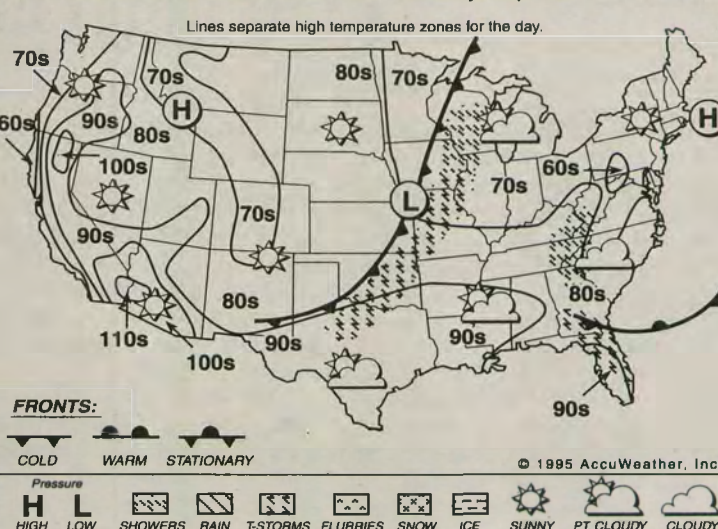 Lines separate high temperature zones for the day.
70s
60s
90s
70s
H
80s
100s
90s
110s
100s
70s
80s
80s
70s
L
90s
70s
60s
H
90s
80s
90s
FRONTS:
COLD WARM STATIONARY
© 1995 AccuWeather, Inc
Pressure
H L
HIGH LOW SHOWERS RAIN T-STORMS FLURRIES SNOW ICE SUNNY PT CLOUDY CLOUDY